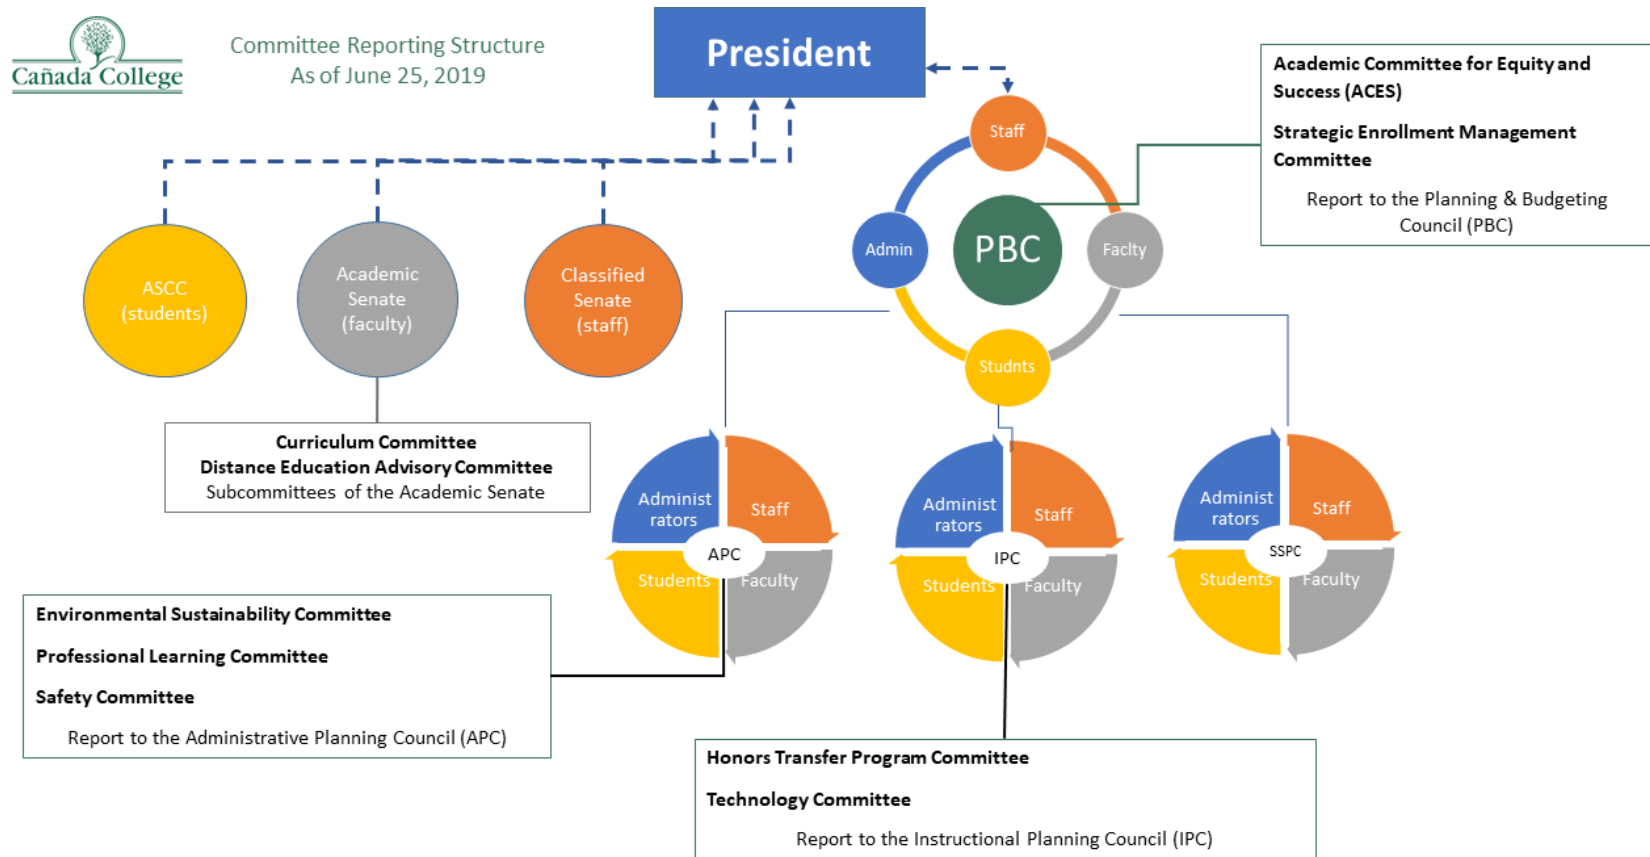 Cañada College
Committee Reporting Structure
As of June 25, 2019
President
Academic Committee for Equity and
Success (ACES)
Strategic Enrollment Management
Committee
Report to the Planning & Budgeting
Council (PBC)
Staff
Admin
PBC
Faclty
Studnts
ASCC
(students)
Academic
Senate
(faculty)
Classified
Senate
(staff)
Curriculum Committee
Distance Education Advisory Committee
Subcommittees of the Academic Senate
Administ
rators
Staff
APC
Students
Faculty
Administ
rators
Staff
IPC
Students
Faculty
Administ
rators
Staff
SSPC
Students
Faculty
Environmental Sustainability Committee
Professional Learning Committee
Safety Committee
Report to the Administrative Planning Council (APC)
Honors Transfer Program Committee
Technology Committee
Report to the Instructional Planning Council (IPC)